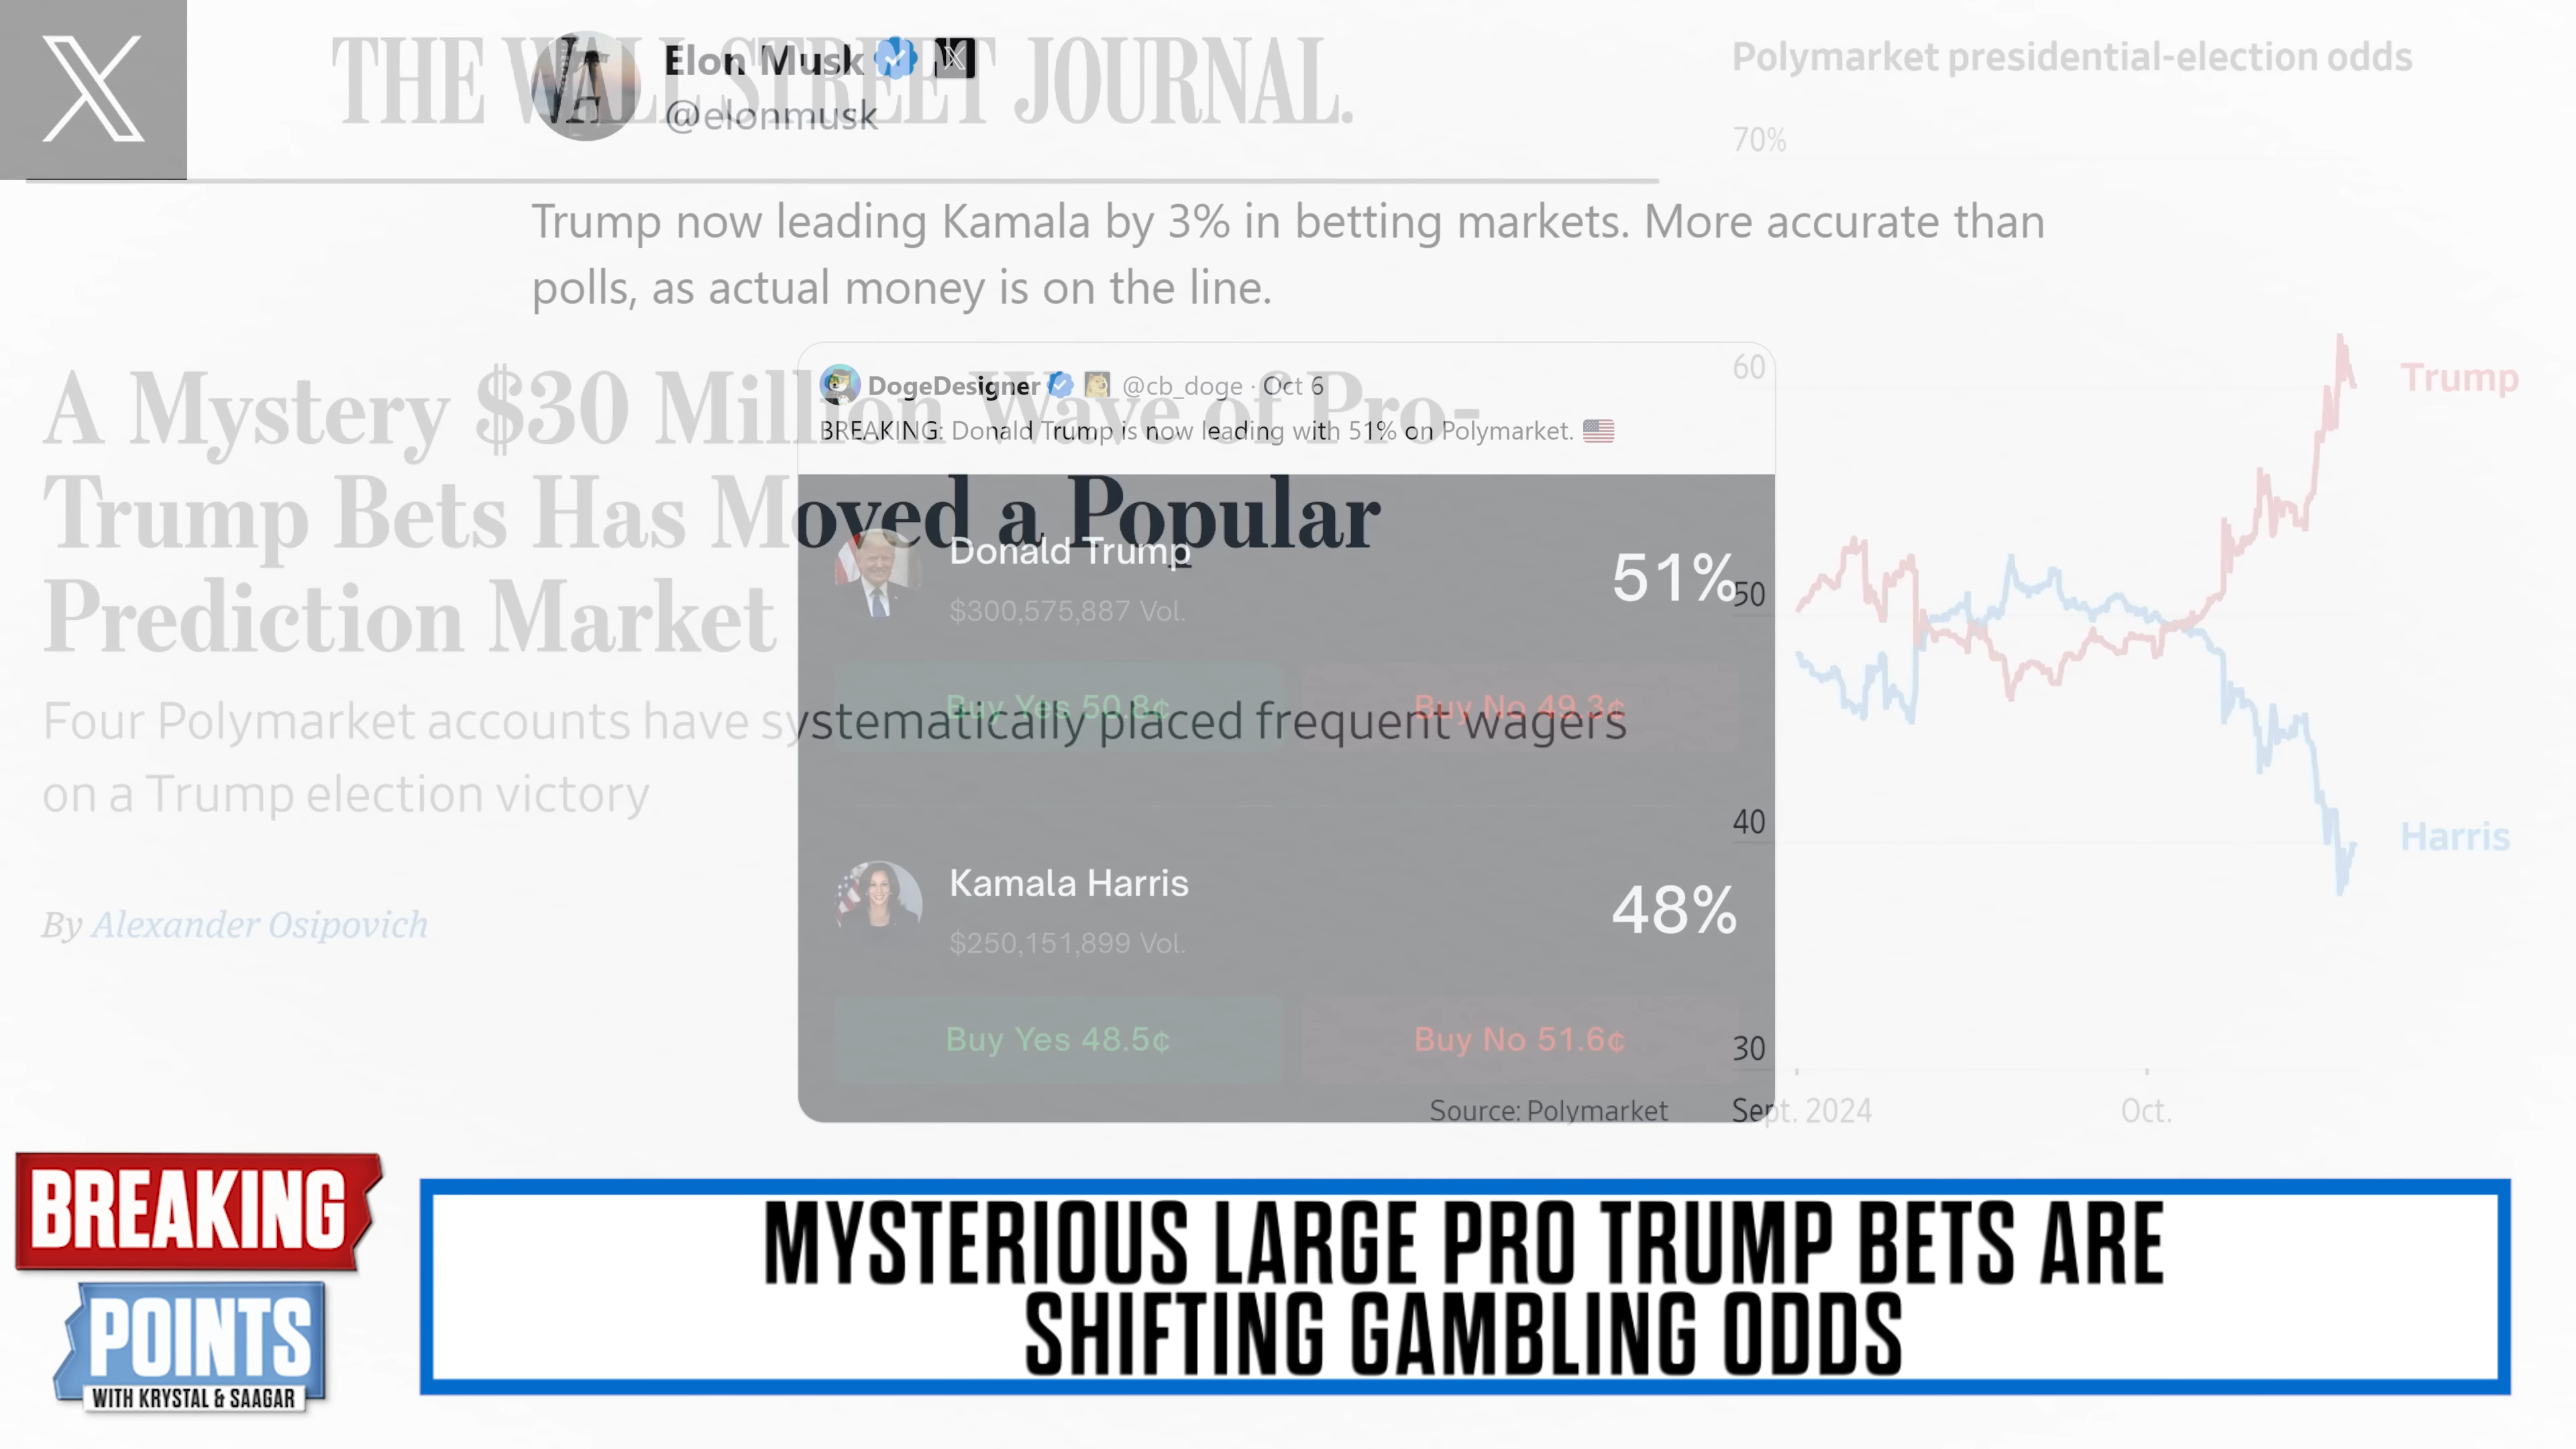 THE WALL STREET JOURNAL.
A Mystery $30 Million Wave of Pro-
Trump Bets Has Moved a Popular
Prediction Market
Four Polymarket accounts have systematically placed frequent wagers
on a Trump election victory
By Alexander Osipovich
Elon Musk
@elonmusk
Trump now leading Kamala by 3% in betting markets. More accurate than
polls, as actual money is on the line.
DogeDesigner @cb_doge · Oct 6
BREAKING: Donald Trump is now leading with 51% on Polymarket.
Donald Trump
51%
$300,575,887 Vol.
Buy Yes 50.8¢
Buy No 49.3¢
Kamala Harris
48%
$250,151,899 Vol.
Buy Yes 48.5¢
Buy No 51.6¢
Polymarket presidential-election odds
70%
60
50
40
30
Trump
Harris
Sept. 2024
Oct.
Source: Polymarket
BREAKING
POINTS
WITH KRYSTAL & SAAGAR
MYSTERIOUS LARGE PRO TRUMP BETS ARE
SHIFTING GAMBLING ODDS